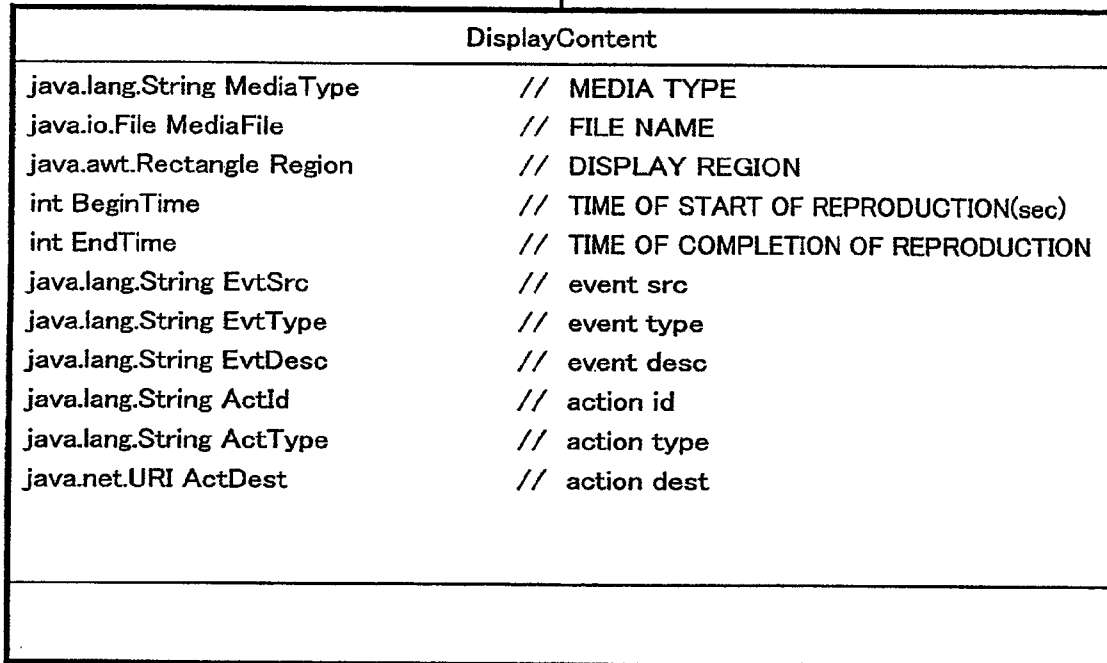 DisplayContent
java.lang.String MediaType // MEDIA TYPE
java.io.File MediaFile // FILE NAME
java.awt.Rectangle Region // DISPLAY REGION
int BeginTime // TIME OF START OF REPRODUCTION(sec)
int EndTime // TIME OF COMPLETION OF REPRODUCTION
java.lang.String EvtSrc // event src
java.lang.String EvtType // event type
java.lang.String EvtDesc // event desc
java.lang.String ActId // action id
java.lang.String ActType // action type
java.net.URI ActDest // action dest